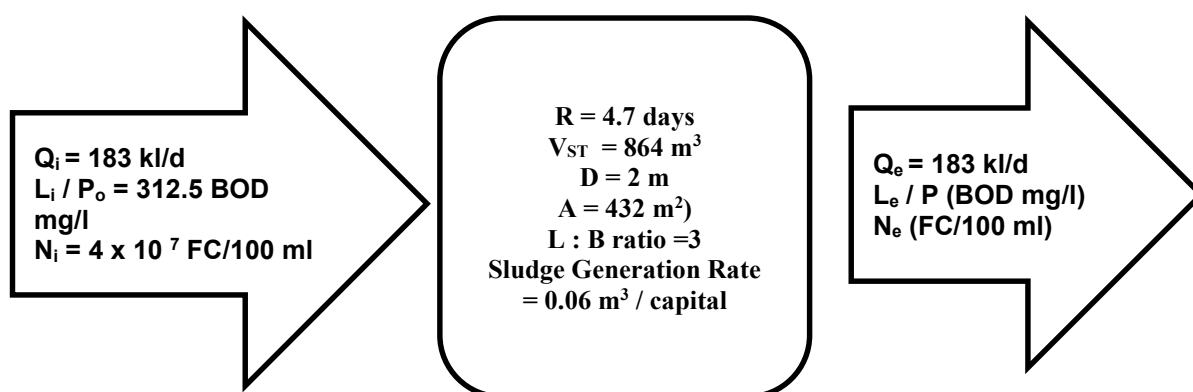 Qi = 183 kl/d
Li / Po = 312.5 BOD
mg/l
Ni = 4 x 10 ⁷ FC/100 ml
R = 4.7 days
VST = 864 m³
D = 2 m
A = 432 m²)
L : B ratio =3
Sludge Generation Rate
= 0.06 m³ / capital
Qe = 183 kl/d
Le / P (BOD mg/l)
Ne (FC/100 ml)